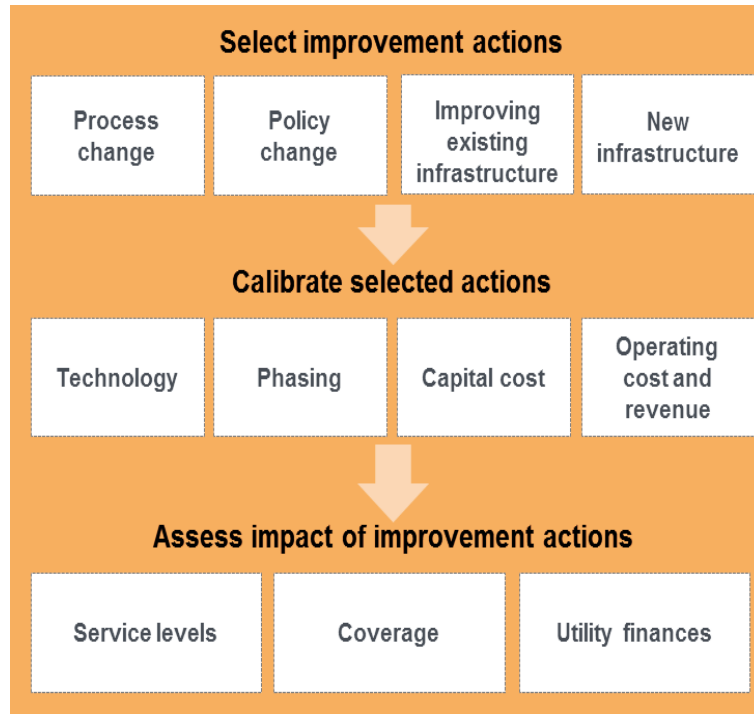 Select improvement actions
Process
change
Policy
change
Improving
existing
infrastructure
New
infrastructure
Calibrate selected actions
Technology
Phasing
Capital cost
Operating
cost and
revenue
Assess impact of improvement actions
Service levels
Coverage
Utility finances